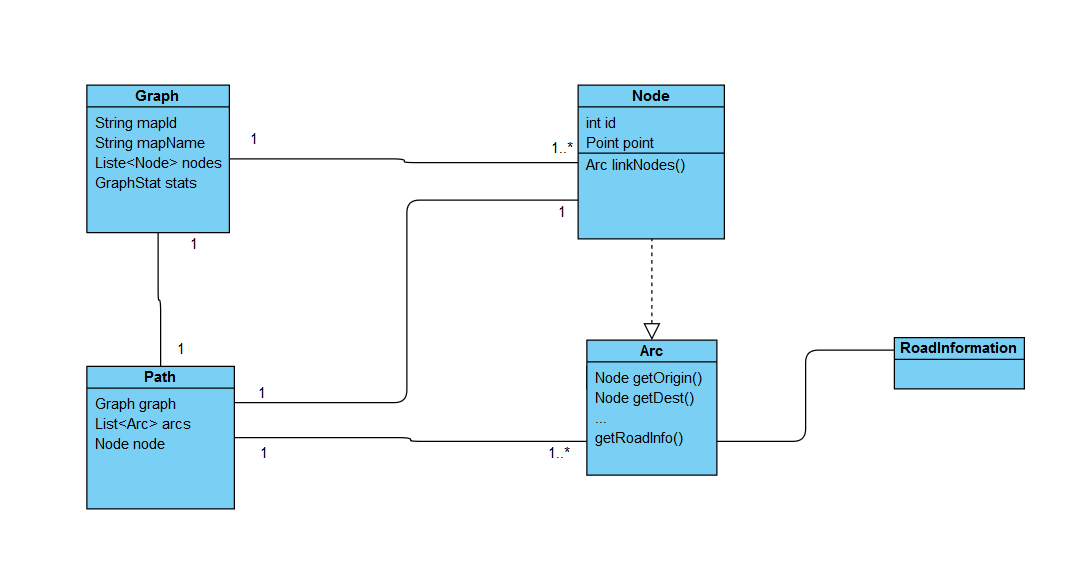 Graph
String mapId
String mapName
Liste<Node> nodes
GraphStat stats
1
1..*
Node
int id
Point point
Arc linkNodes()
1
1
1
Path
Graph graph
List<Arc> arcs
Node node
1
1
1..*
Arc
Node getOrigin()
Node getDest()
...
getRoadInfo()
RoadInformation